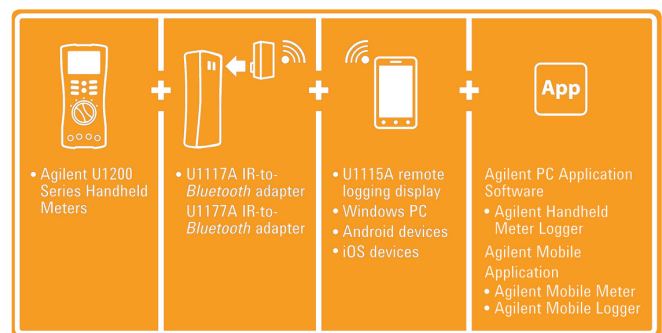 • Agilent U1200
Series Handheld
Meters
• U1117A IR-to-
Bluetooth adapter
U1177A IR-to-
Bluetooth adapter
• U1115A remote
logging display
• Windows PC
• Android devices
• iOS devices
App
Agilent PC Application
Software
• Agilent Handheld
Meter Logger
Agilent Mobile
Application
• Agilent Mobile Meter
• Agilent Mobile Logger